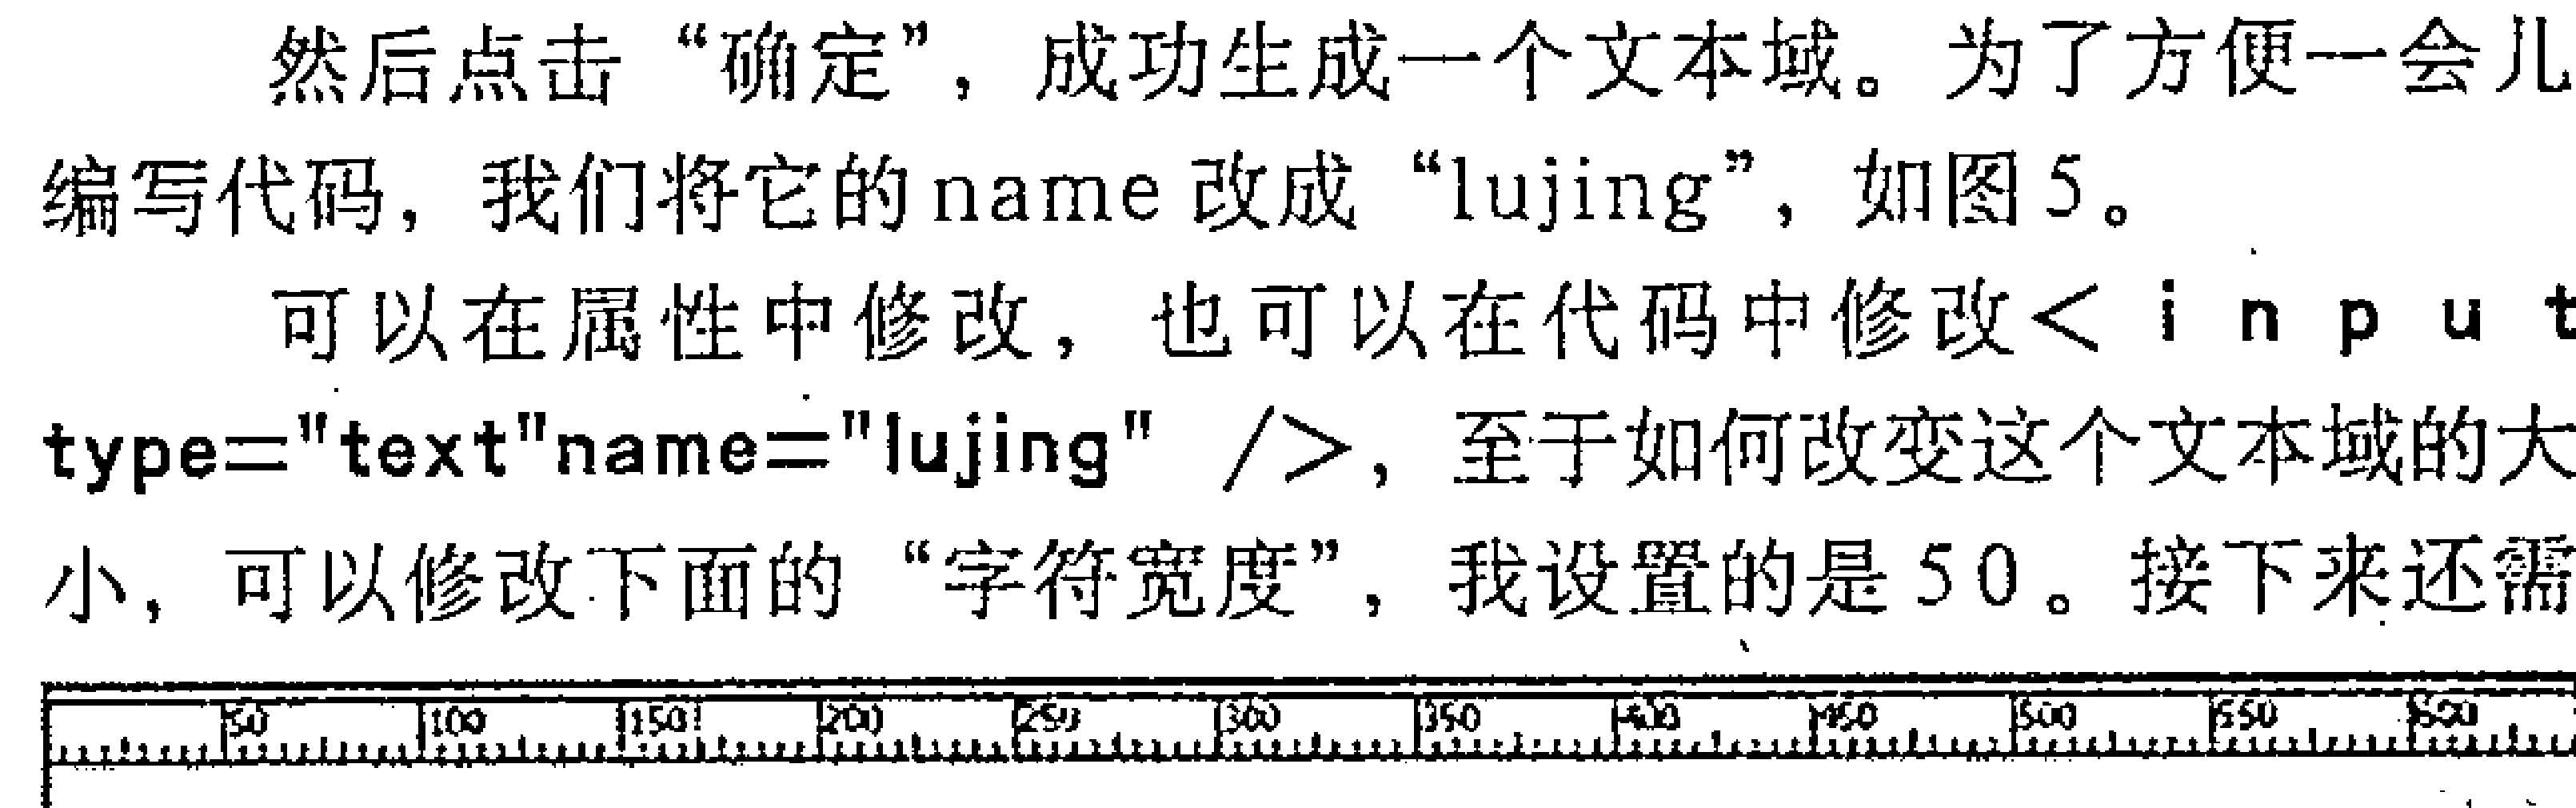 然后点击“确定”，成功生成一个文本域。为了方便一会儿
编写代码，我们将它的name改成“lujing”，如图5。
可以在属性中修改，也可以在代码中修改<input
type="text"name="lujing" />，至于如何改变这个文本域的大
小，可以修改下面的“字符宽度”，我设置的是50。接下来还需
50 100 150 200 250 300 350 400 450 500 550 600